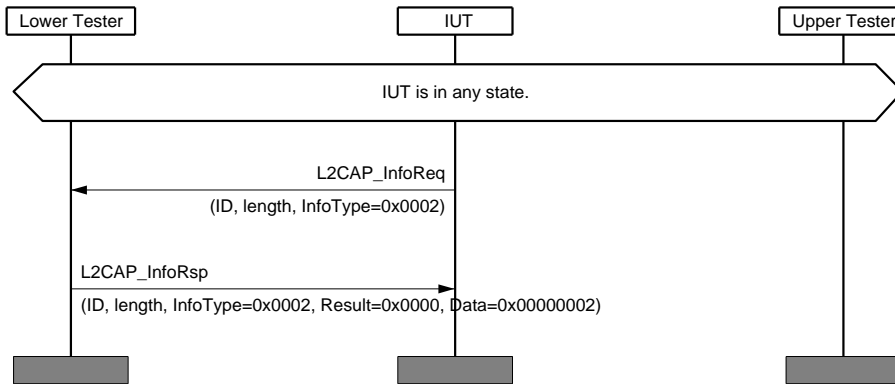 Lower Tester
IUT
Upper Tester
IUT is in any state.
L2CAP_InfoReq
(ID, length, InfoType=0x0002)
L2CAP_InfoRsp
(ID, length, InfoType=0x0002, Result=0x0000, Data=0x00000002)